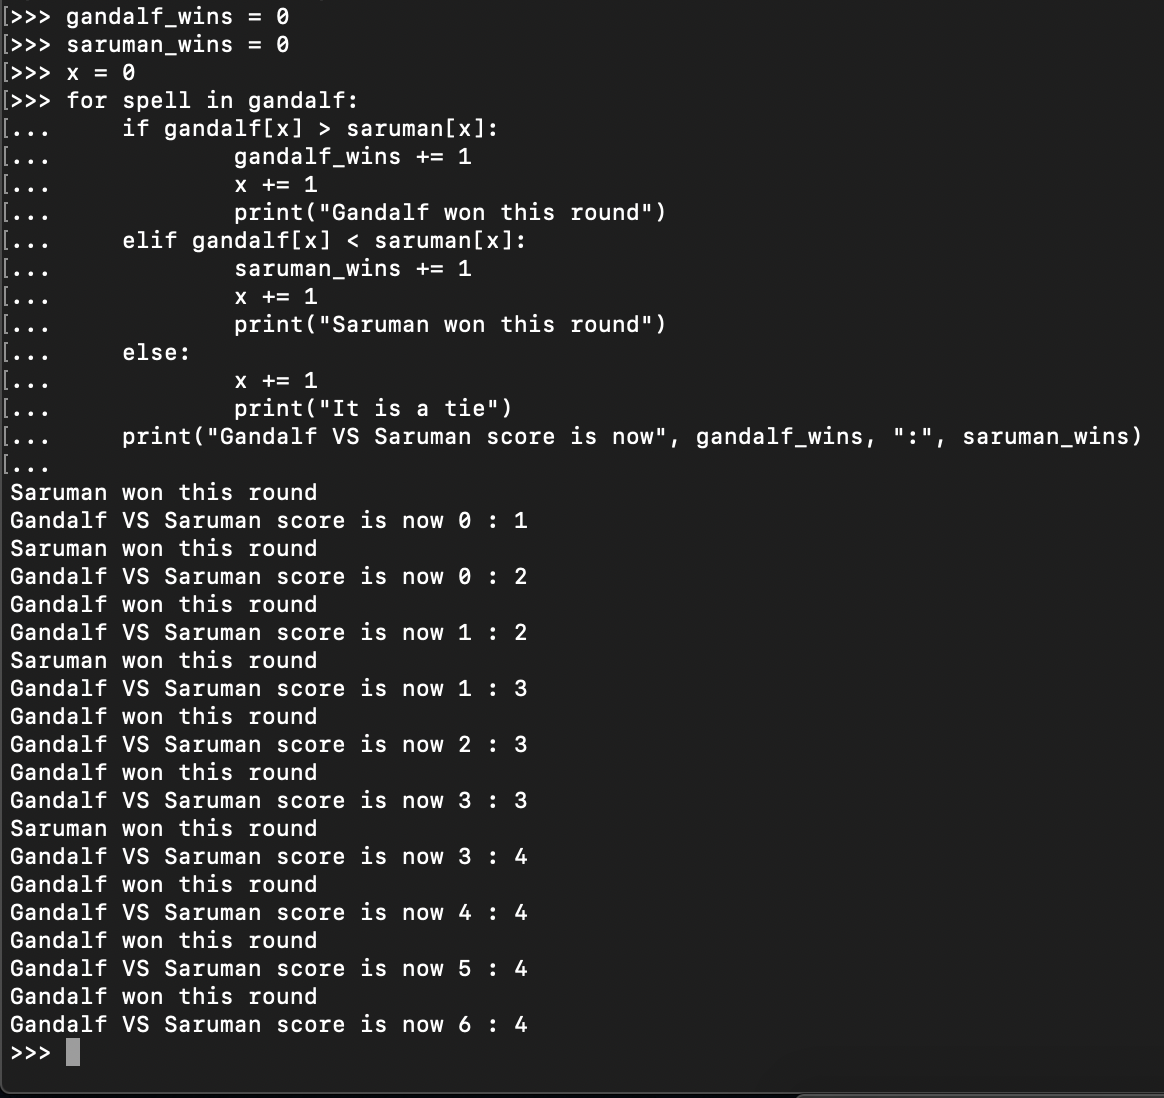 [>>> gandalf_wins = 0
[>>> saruman_wins = 0
[>>> x = 0
[>>> for spell in gandalf:
[...     if gandalf[x] > saruman[x]:
[...             gandalf_wins += 1
[...             x += 1
[...             print("Gandalf won this round")
[...     elif gandalf[x] < saruman[x]:
[...             saruman_wins += 1
[...             x += 1
[...             print("Saruman won this round")
[...     else:
[...             x += 1
[...             print("It is a tie")
[...     print("Gandalf VS Saruman score is now", gandalf_wins, ":", saruman_wins)
[...
Saruman won this round
Gandalf VS Saruman score is now 0 : 1
Saruman won this round
Gandalf VS Saruman score is now 0 : 2
Gandalf won this round
Gandalf VS Saruman score is now 1 : 2
Saruman won this round
Gandalf VS Saruman score is now 1 : 3
Gandalf won this round
Gandalf VS Saruman score is now 2 : 3
Gandalf won this round
Gandalf VS Saruman score is now 3 : 3
Saruman won this round
Gandalf VS Saruman score is now 3 : 4
Gandalf won this round
Gandalf VS Saruman score is now 4 : 4
Gandalf won this round
Gandalf VS Saruman score is now 5 : 4
Gandalf won this round
Gandalf VS Saruman score is now 6 : 4
>>>